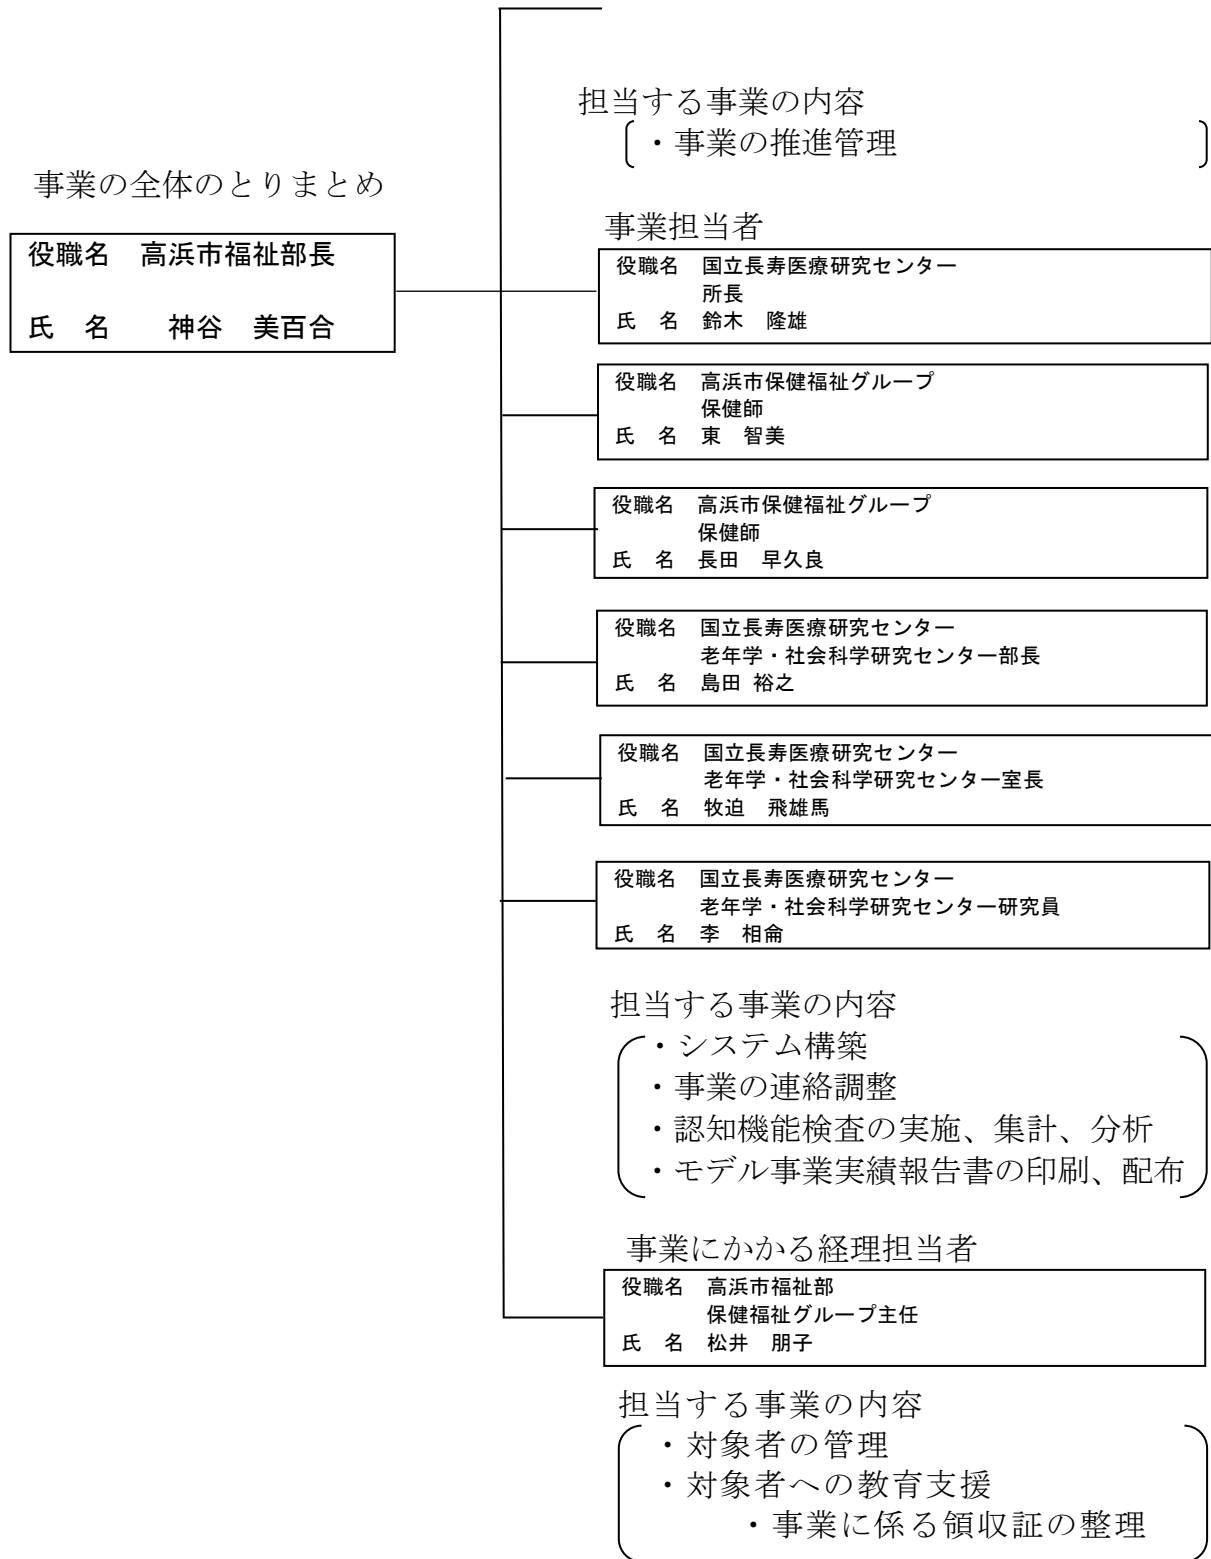 担当する事業の内容
・事業の推進管理
事業の全体のとりまとめ
役職名　高浜市福祉部長
氏　名　　神谷　美百合
事業担当者
役職名　国立長寿医療研究センター
所長
氏　名　鈴木　隆雄
役職名　高浜市保健福祉グループ
保健師
氏　名　東　智美
役職名　高浜市保健福祉グループ
保健師
氏　名　長田　早久良
役職名　国立長寿医療研究センター
老年学・社会科学研究センター部長
氏　名　島田 裕之
役職名　国立長寿医療研究センター
老年学・社会科学研究センター室長
氏　名　牧迫　飛雄馬
役職名　国立長寿医療研究センター
老年学・社会科学研究センター研究員
氏　名　李　相侖
担当する事業の内容
・システム構築
・事業の連絡調整
・認知機能検査の実施、集計、分析
・モデル事業実績報告書の印刷、配布
事業にかかる経理担当者
役職名　高浜市福祉部
保健福祉グループ主任
氏　名　松井　朋子
担当する事業の内容
・対象者の管理
・対象者への教育支援
・事業に係る領収証の整理